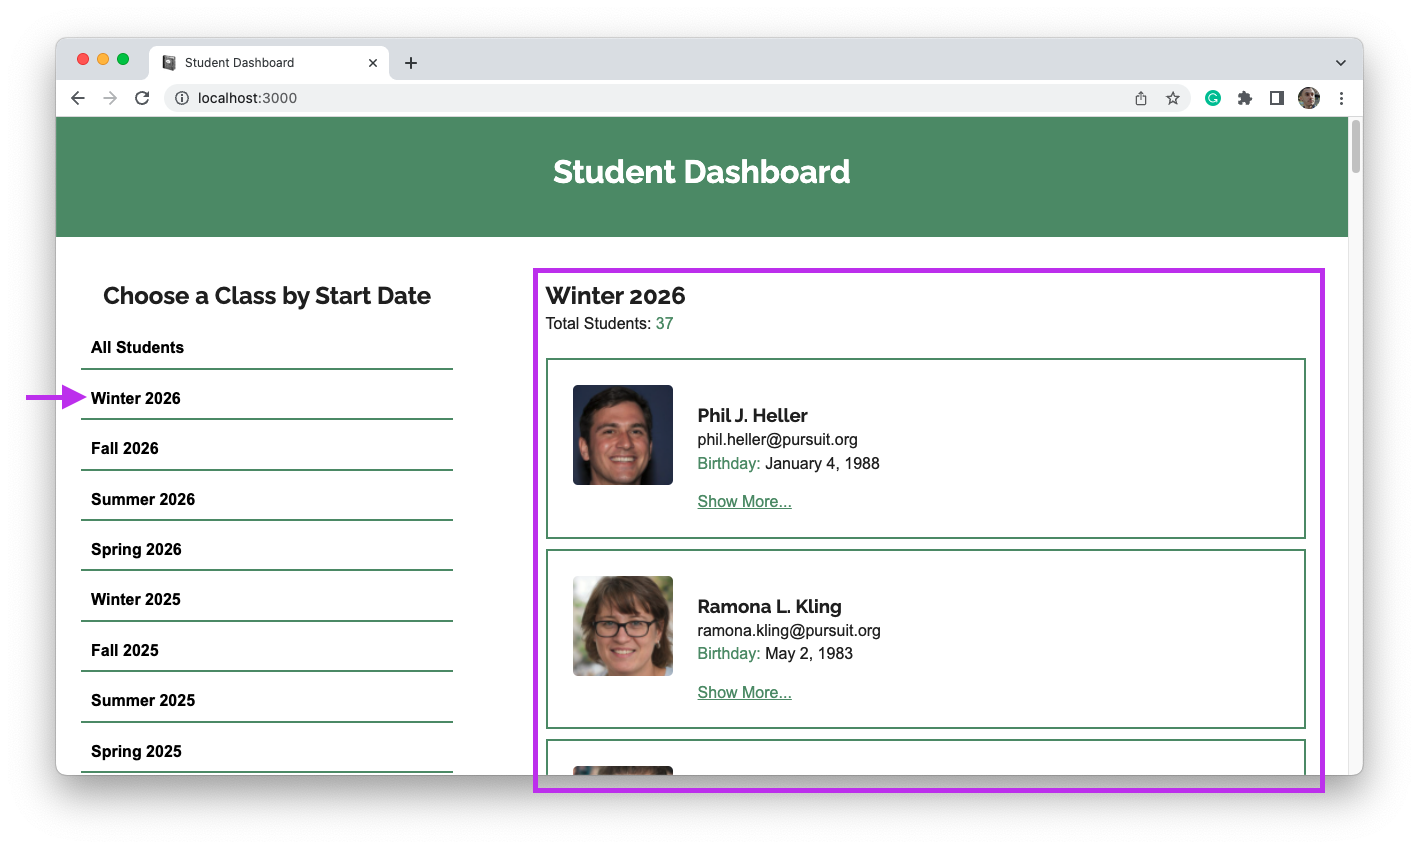 Student Dashboard
localhost:3000
Student Dashboard
Choose a Class by Start Date
All Students
Winter 2026
Fall 2026
Summer 2026
Spring 2026
Winter 2025
Fall 2025
Summer 2025
Spring 2025
Winter 2026
Total Students: 37
Phil J. Heller
phil.heller@pursuit.org
Birthday: January 4, 1988
Show More...
Ramona L. Kling
ramona.kling@pursuit.org
Birthday: May 2, 1983
Show More...